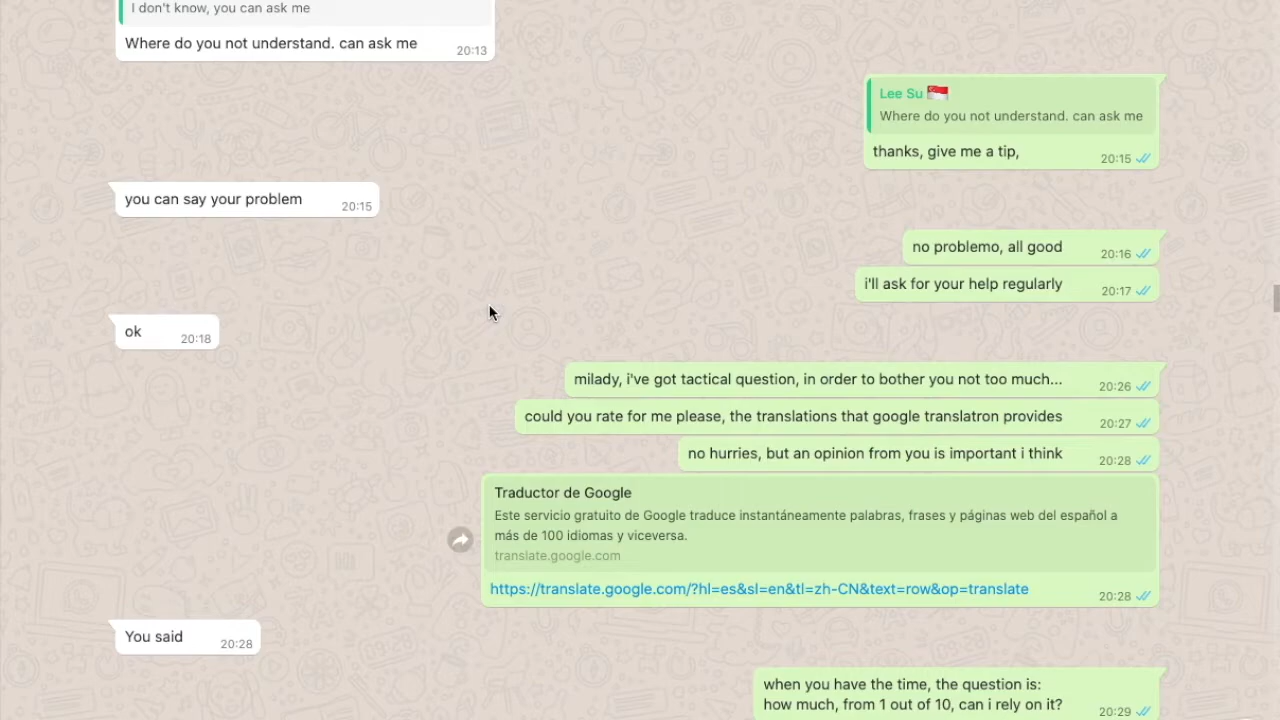 I don't know, you can ask me
Where do you not understand. can ask me
20:13
Lee Su 🇸🇬
Where do you not understand. can ask me
thanks, give me a tip,
20:15
you can say your problem
20:15
no problemo, all good
20:16
i'll ask for your help regularly
20:17
ok
20:18
milady, i've got tactical question, in order to bother you not too much...
20:26
could you rate for me please, the translations that google translatron provides
20:27
no hurries, but an opinion from you is important i think
20:28
Traductor de Google
Este servicio gratuito de Google traduce instantáneamente palabras, frases y páginas web del español a
más de 100 idiomas y viceversa.
translate.google.com
https://translate.google.com/?hl=es&sl=en&tl=zh-CN&text=row&op=translate
20:28
You said
20:28
when you have the time, the question is:
how much, from 1 out of 10, can i rely on it?
20:29